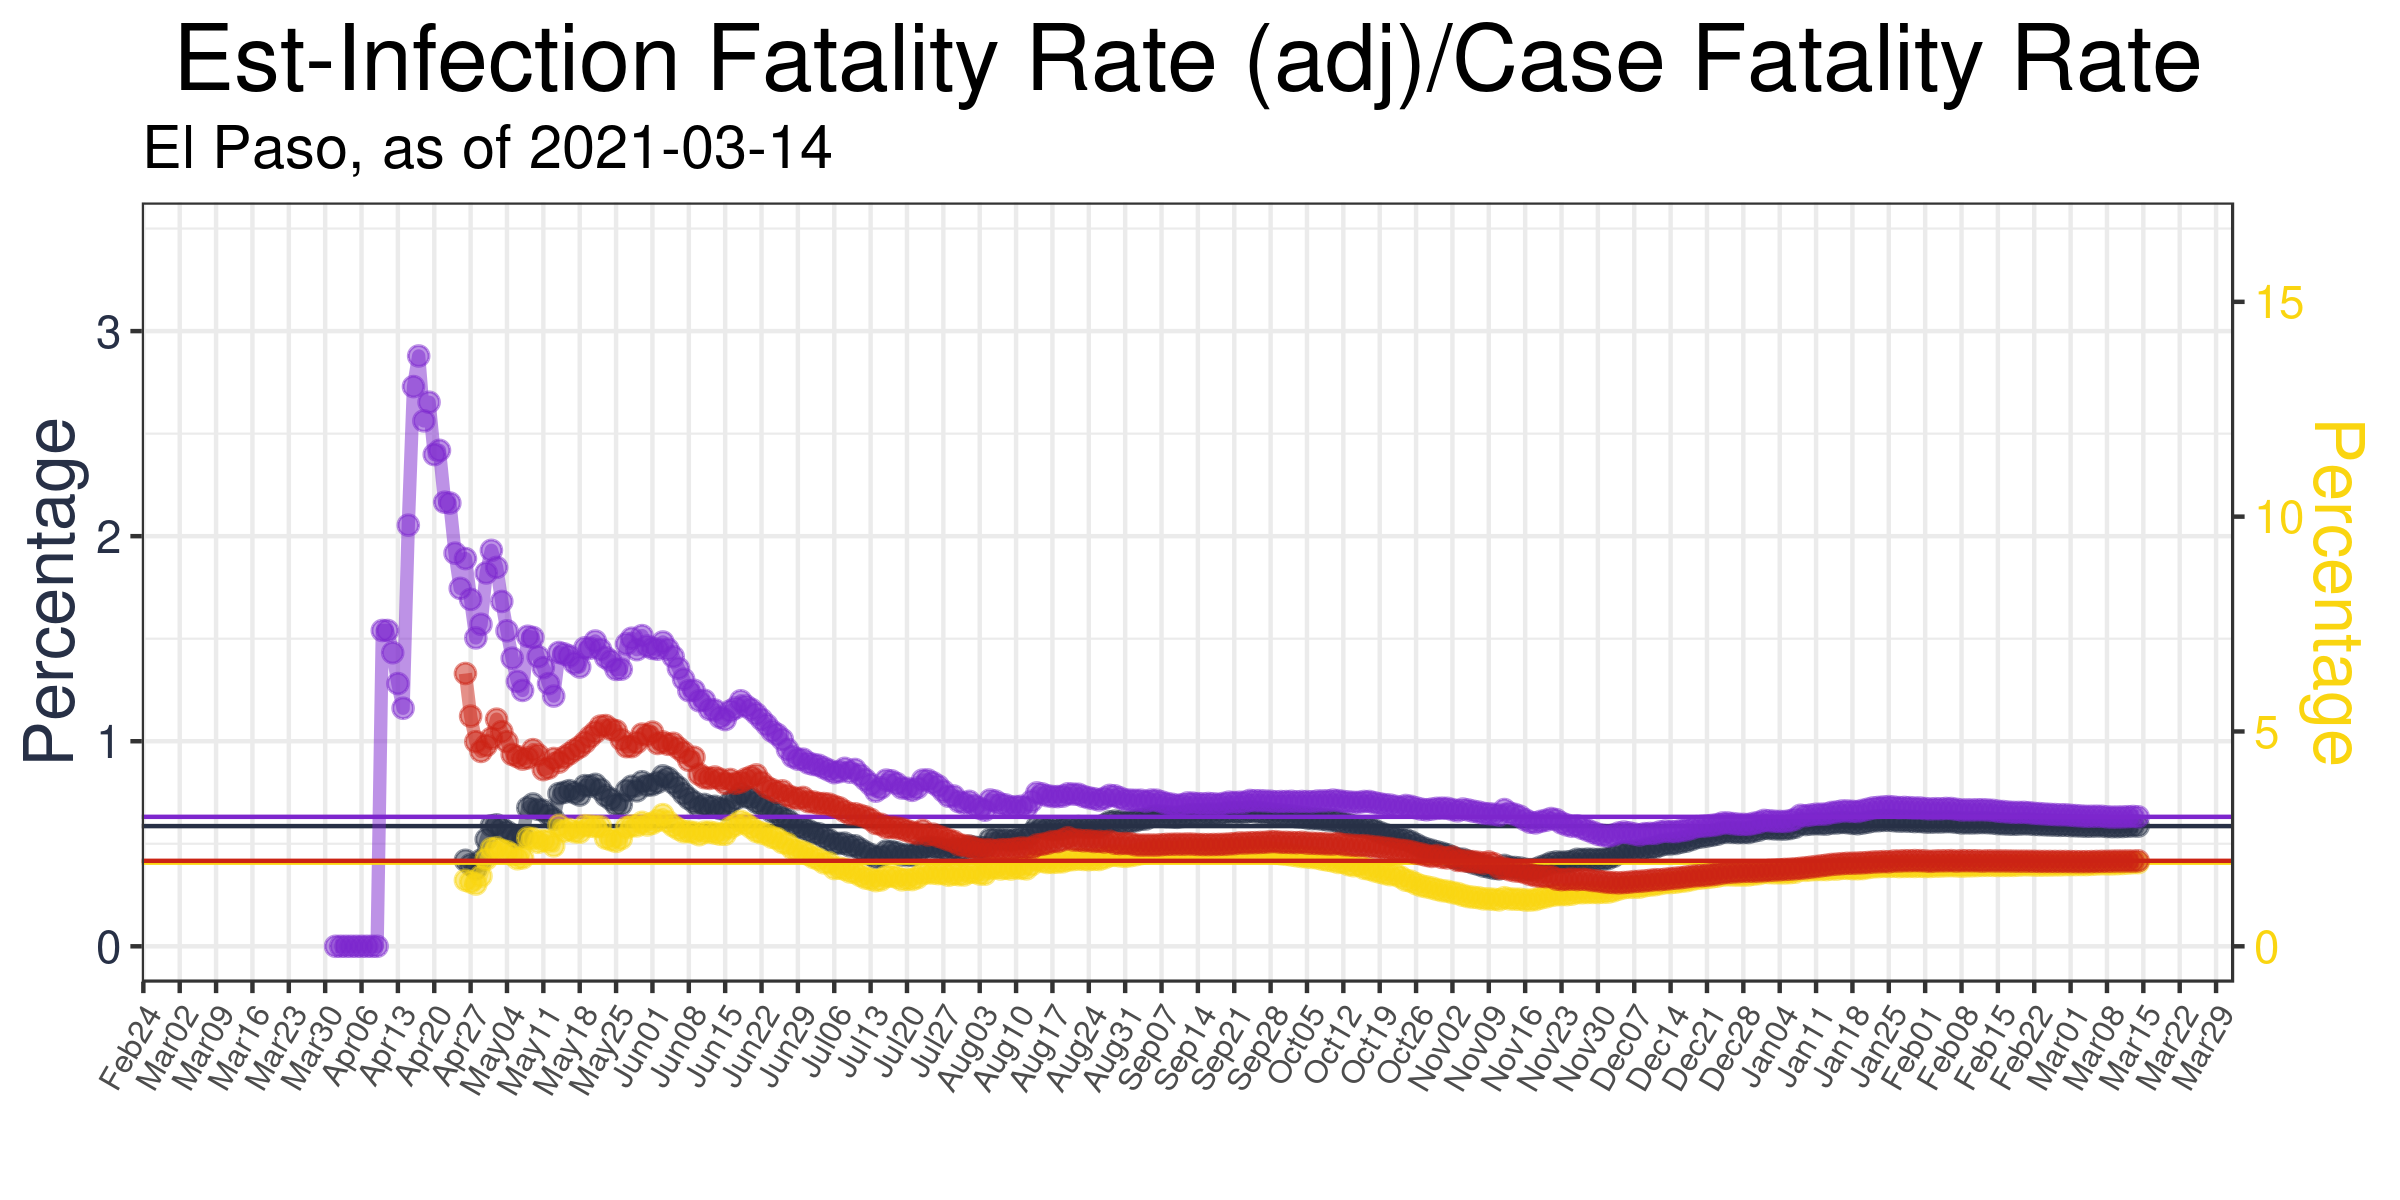 Est-Infection Fatality Rate (adj)/Case Fatality Rate
El Paso, as of 2021-03-14
Percentage
3
2
1
0
15
10
5
0
Percentage
Feb24
Mar02
Mar09
Mar16
Mar23
Mar30
Apr06
Apr13
Apr20
Apr27
May04
May11
May18
May25
Jun01
Jun08
Jun15
Jun22
Jun29
Jul06
Jul13
Jul20
Jul27
Aug03
Aug10
Aug17
Aug24
Aug31
Sep07
Sep14
Sep21
Sep28
Oct05
Oct12
Oct19
Oct26
Nov02
Nov09
Nov16
Nov23
Nov30
Dec07
Dec14
Dec21
Dec28
Jan04
Jan11
Jan18
Jan25
Feb01
Feb08
Feb15
Feb22
Mar01
Mar08
Mar15
Mar22
Mar29